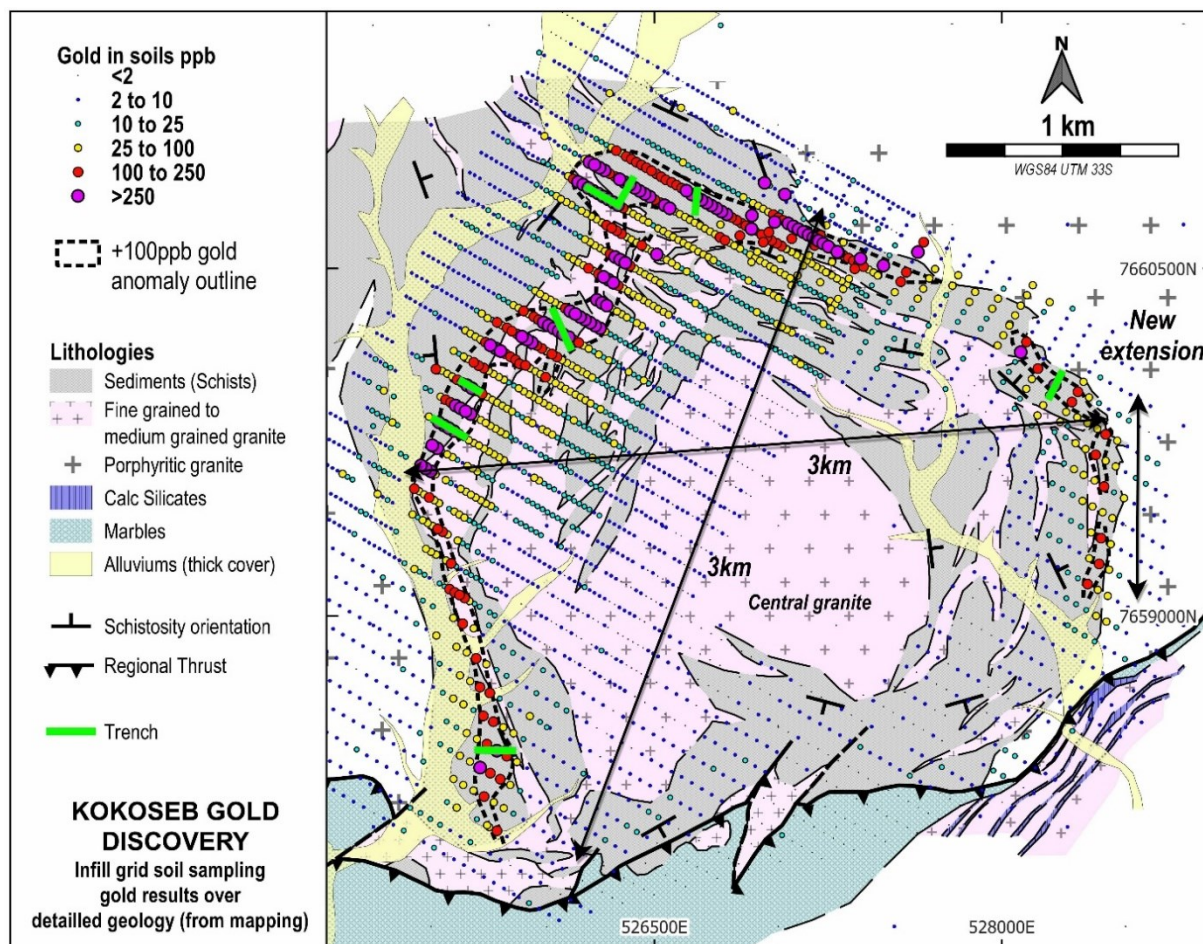 Gold in soils ppb
<2
2 to 10
10 to 25
25 to 100
100 to 250
>250
+100ppb gold
anomaly outline
Lithologies
Sediments (Schists)
Fine grained to
medium grained granite
Porphyritic granite
Calc Silicates
Marbles
Alluviums (thick cover)
Schistosity orientation
Regional Thrust
Trench
KOKOSEB GOLD
DISCOVERY
Infill grid soil sampling
gold results over
detailled geology (from mapping)
N
1 km
WGS84 UTM 33S
7660500N
New
extension
3km
3km
Central granite
7659000N
526500E
528000E